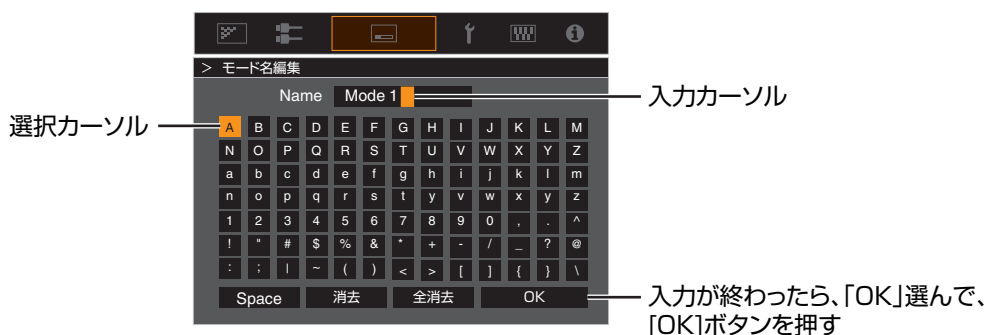 > モード名編集
Name Mode 1
入力カーソル
選択カーソル
A B C D E F G H I J K L M
N O P Q R S T U V W X Y Z
a b c d e f g h i j k l m
n o p q r s t y v w x y z
1 2 3 4 5 6 7 8 9 0 , . ^
! " # $ % & * + - / _ ? @
: ; | ~ ( ) < > [ ] { } \
Space 消去 全消去 OK
入力が終わったら、「OK」選んで、
[OK]ボタンを押す